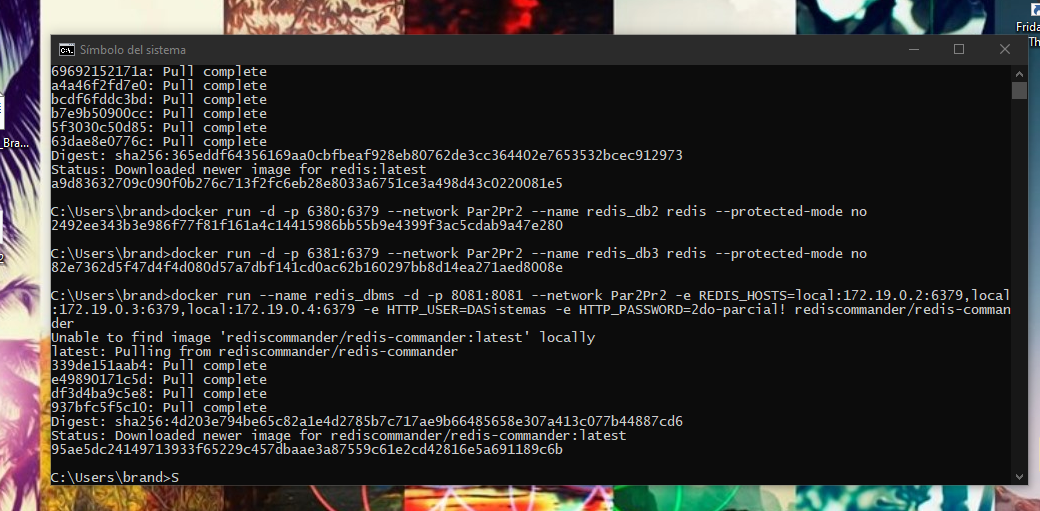 Frida
Th
Símbolo del sistema
_Bra...
69692152171a: Pull complete
a4a46f2fd7e0: Pull complete
bcdf6fddc3bd: Pull complete
b7e9b50900cc: Pull complete
5f3030c50d85: Pull complete
63dae8e0776c: Pull complete
Digest: sha256:365eddf64356169aa0cbfbeaf928eb80762de3cc364402e7653532bcec912973
Status: Downloaded newer image for redis:latest
a9d83632709c090f0b276c713f2fc6eb28e8033a6751ce3a498d43c0220081e5
C:\Users\brand>docker run -d -p 6380:6379 --network Par2Pr2 --name redis_db2 redis --protected-mode no
2492ee343b3e986f77f81f161a4c14415986bb55b9e4399f3ac5cdab9a47e280
C:\Users\brand>docker run -d -p 6381:6379 --network Par2Pr2 --name redis_db3 redis --protected-mode no
82e7362d5f47d4f4d080d57a7dbf141cd0ac62b160297bb8d14ea271aed8008e
C:\Users\brand>docker run --name redis_dbms -d -p 8081:8081 --network Par2Pr2 -e REDIS_HOSTS=local:172.19.0.2:6379,local
:172.19.0.3:6379,local:172.19.0.4:6379 -e HTTP_USER=DASistemas -e HTTP_PASSWORD=2do-parcial! rediscommander/redis-comman
der
Unable to find image 'rediscommander/redis-commander:latest' locally
latest: Pulling from rediscommander/redis-commander
339de151aab4: Pull complete
e49890171c5d: Pull complete
df3d4ba9c5e8: Pull complete
937bfc5f5c10: Pull complete
Digest: sha256:4d203e794be65c82a1e4d2785b7c717ae9b66485658e307a413c077b44887cd6
Status: Downloaded newer image for rediscommander/redis-commander:latest
95ae5dc24149713933f65229c457dbaae3a87559c61e2cd42816e5a691189c6b
C:\Users\brand>S